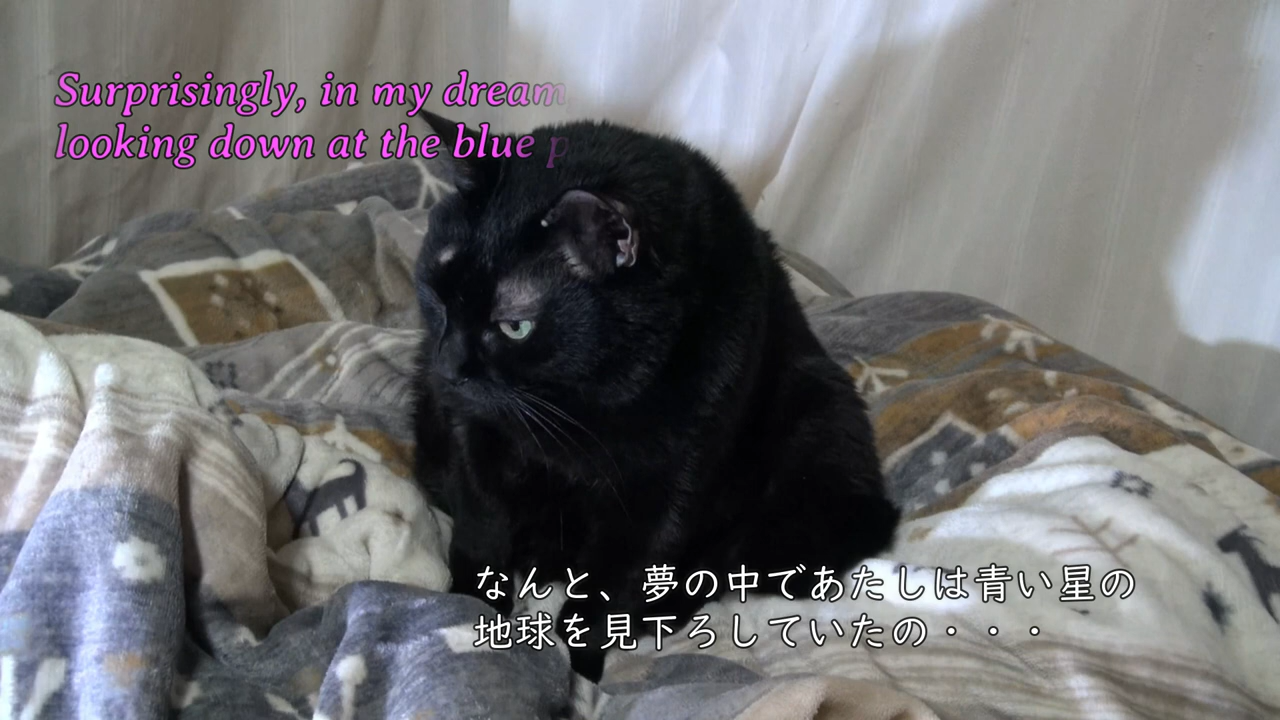 Surprisingly, in my dream
looking down at the blue p
なんと、夢の中であたしは青い星の
地球を見下ろしていたの・・・